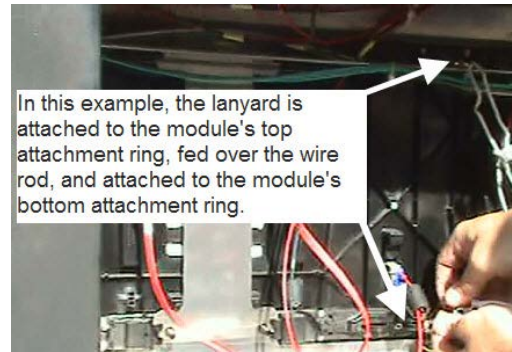 In this example, the lanyard is
attached to the module's top
attachment ring, fed over the wire
rod, and attached to the module's
bottom attachment ring.